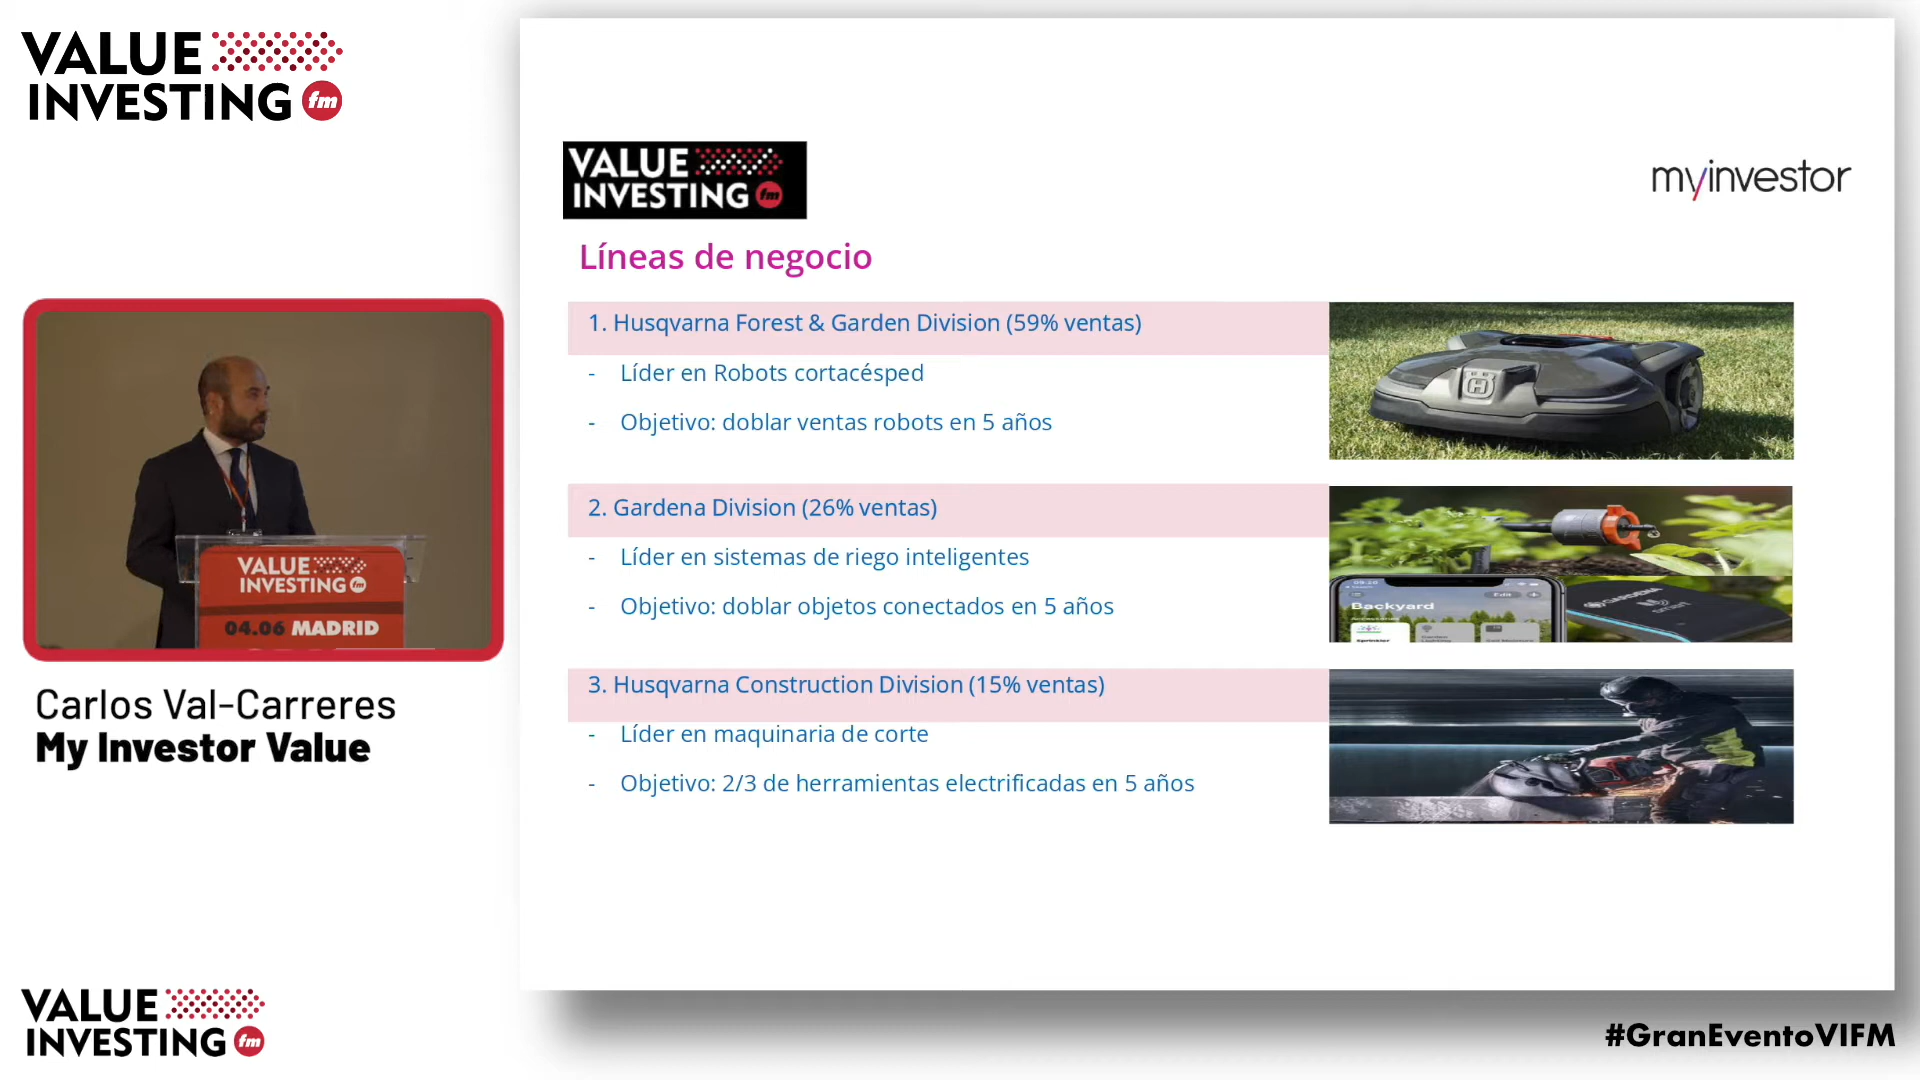 VALUE
INVESTING fm
VALUE
INVESTING fm
myinvestor
Líneas de negocio
1. Husqvarna Forest & Garden Division (59% ventas)
- Líder en Robots cortacésped
- Objetivo: doblar ventas robots en 5 años
2. Gardena Division (26% ventas)
- Líder en sistemas de riego inteligentes
- Objetivo: doblar objetos conectados en 5 años
Backyard
Edit
GARDENA
smart
3. Husqvarna Construction Division (15% ventas)
- Líder en maquinaria de corte
- Objetivo: 2/3 de herramientas electrificadas en 5 años
VALUE
INVESTING fm
04.06 MADRID
Carlos Val-Carreres
My Investor Value
VALUE
INVESTING fm
#GranEventoVIFM